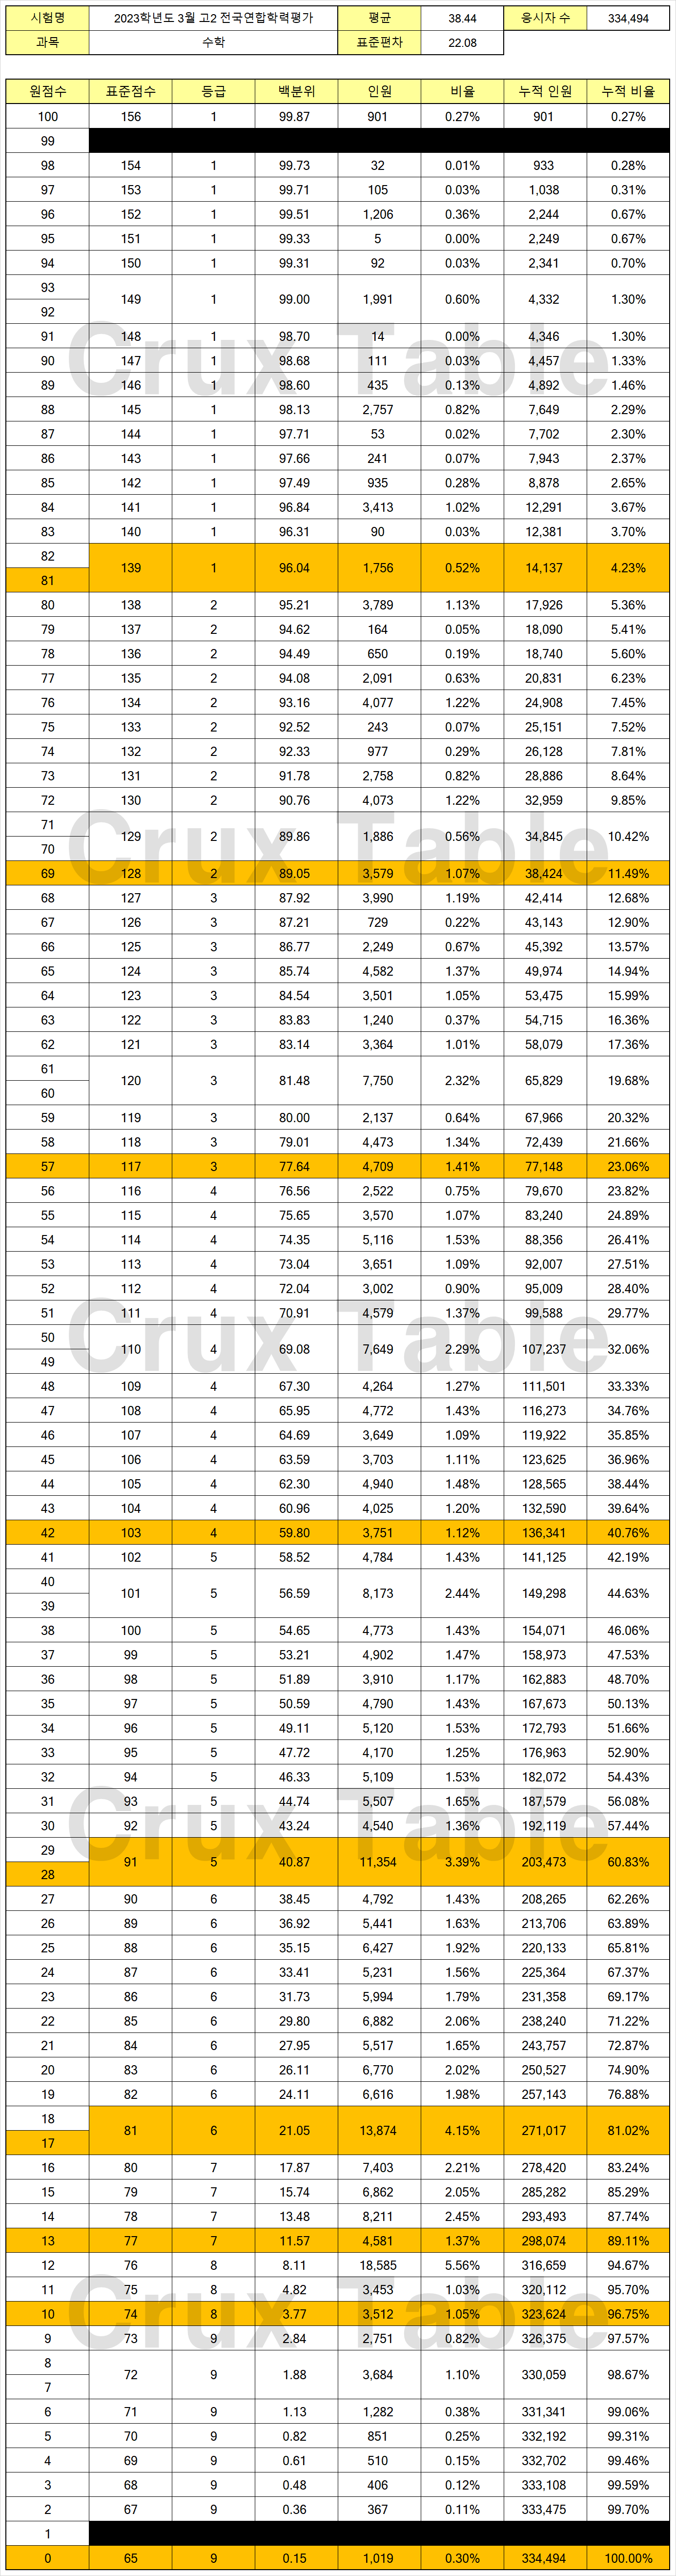 시험명 2023학년도 3월 고2 전국연합학력평가 평균 38.44 응시자 수 334,494
과목 수학 표준편차 22.08
원점수 표준점수 등급 백분위 인원 비율 누적 인원 누적 비율
100 156 1 99.87 901 0.27% 901 0.27%
99
98 154 1 99.73 32 0.01% 933 0.28%
97 153 1 99.71 105 0.03% 1,038 0.31%
96 152 1 99.51 1,206 0.36% 2,244 0.67%
95 151 1 99.33 5 0.00% 2,249 0.67%
94 150 1 99.31 92 0.03% 2,341 0.70%
93
149 1 99.00 1,991 0.60% 4,332 1.30%
92
91 148 1 98.70 14 0.00% 4,346 1.30%
Crux Table
90 147 1 98.68 111 0.03% 4,457 1.33%
89 146 1 98.60 435 0.13% 4,892 1.46%
88 145 1 98.13 2,757 0.82% 7,649 2.29%
87 144 1 97.71 53 0.02% 7,702 2.30%
86 143 1 97.66 241 0.07% 7,943 2.37%
85 142 1 97.49 935 0.28% 8,878 2.65%
84 141 1 96.84 3,413 1.02% 12,291 3.67%
83 140 1 96.31 90 0.03% 12,381 3.70%
82
139 1 96.04 1,756 0.52% 14,137 4.23%
81
80 138 2 95.21 3,789 1.13% 17,926 5.36%
79 137 2 94.62 164 0.05% 18,090 5.41%
78 136 2 94.49 650 0.19% 18,740 5.60%
77 135 2 94.08 2,091 0.63% 20,831 6.23%
76 134 2 93.16 4,077 1.22% 24,908 7.45%
75 133 2 92.52 243 0.07% 25,151 7.52%
74 132 2 92.33 977 0.29% 26,128 7.81%
73 131 2 91.78 2,758 0.82% 28,886 8.64%
72 130 2 90.76 4,073 1.22% 32,959 9.85%
71
129 2 89.86 1,886 0.56% 34,845 10.42%
Crux Table
70
69 128 2 89.05 3,579 1.07% 38,424 11.49%
68 127 3 87.92 3,990 1.19% 42,414 12.68%
67 126 3 87.21 729 0.22% 43,143 12.90%
66 125 3 86.77 2,249 0.67% 45,392 13.57%
65 124 3 85.74 4,582 1.37% 49,974 14.94%
64 123 3 84.54 3,501 1.05% 53,475 15.99%
63 122 3 83.83 1,240 0.37% 54,715 16.36%
62 121 3 83.14 3,364 1.01% 58,079 17.36%
61
120 3 81.48 7,750 2.32% 65,829 19.68%
60
59 119 3 80.00 2,137 0.64% 67,966 20.32%
58 118 3 79.01 4,473 1.34% 72,439 21.66%
57 117 3 77.64 4,709 1.41% 77,148 23.06%
56 116 4 76.56 2,522 0.75% 79,670 23.82%
55 115 4 75.65 3,570 1.07% 83,240 24.89%
54 114 4 74.35 5,116 1.53% 88,356 26.41%
53 113 4 73.04 3,651 1.09% 92,007 27.51%
52 112 4 72.04 3,002 0.90% 95,009 28.40%
51 111 4 70.91 4,579 1.37% 99,588 29.77%
50
Crux Table
110 4 69.08 7,649 2.29% 107,237 32.06%
49
48 109 4 67.30 4,264 1.27% 111,501 33.33%
47 108 4 65.95 4,772 1.43% 116,273 34.76%
46 107 4 64.69 3,649 1.09% 119,922 35.85%
45 106 4 63.59 3,703 1.11% 123,625 36.96%
44 105 4 62.30 4,940 1.48% 128,565 38.44%
43 104 4 60.96 4,025 1.20% 132,590 39.64%
42 103 4 59.80 3,751 1.12% 136,341 40.76%
41 102 5 58.52 4,784 1.43% 141,125 42.19%
40
101 5 56.59 8,173 2.44% 149,298 44.63%
39
38 100 5 54.65 4,773 1.43% 154,071 46.06%
37 99 5 53.21 4,902 1.47% 158,973 47.53%
36 98 5 51.89 3,910 1.17% 162,883 48.70%
35 97 5 50.59 4,790 1.43% 167,673 50.13%
34 96 5 49.11 5,120 1.53% 172,793 51.66%
33 95 5 47.72 4,170 1.25% 176,963 52.90%
32 94 5 46.33 5,109 1.53% 182,072 54.43%
31 93 5 44.74 5,507 1.65% 187,579 56.08%
Crux Table
30 92 5 43.24 4,540 1.36% 192,119 57.44%
29
91 5 40.87 11,354 3.39% 203,473 60.83%
28
27 90 6 38.45 4,792 1.43% 208,265 62.26%
26 89 6 36.92 5,441 1.63% 213,706 63.89%
25 88 6 35.15 6,427 1.92% 220,133 65.81%
24 87 6 33.41 5,231 1.56% 225,364 67.37%
23 86 6 31.73 5,994 1.79% 231,358 69.17%
22 85 6 29.80 6,882 2.06% 238,240 71.22%
21 84 6 27.95 5,517 1.65% 243,757 72.87%
20 83 6 26.11 6,770 2.02% 250,527 74.90%
19 82 6 24.11 6,616 1.98% 257,143 76.88%
18
81 6 21.05 13,874 4.15% 271,017 81.02%
17
16 80 7 17.87 7,403 2.21% 278,420 83.24%
15 79 7 15.74 6,862 2.05% 285,282 85.29%
14 78 7 13.48 8,211 2.45% 293,493 87.74%
13 77 7 11.57 4,581 1.37% 298,074 89.11%
12 76 8 8.11 18,585 5.56% 316,659 94.67%
11 75 8 4.82 3,453 1.03% 320,112 95.70%
Crux Table
10 74 8 3.77 3,512 1.05% 323,624 96.75%
9 73 9 2.84 2,751 0.82% 326,375 97.57%
8
72 9 1.88 3,684 1.10% 330,059 98.67%
7
6 71 9 1.13 1,282 0.38% 331,341 99.06%
5 70 9 0.82 851 0.25% 332,192 99.31%
4 69 9 0.61 510 0.15% 332,702 99.46%
3 68 9 0.48 406 0.12% 333,108 99.59%
2 67 9 0.36 367 0.11% 333,475 99.70%
1
0 65 9 0.15 1,019 0.30% 334,494 100.00%